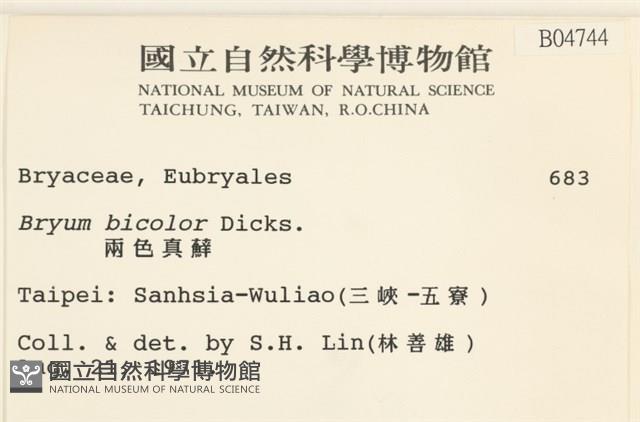 B04744
國立自然科學博物館
NATIONAL MUSEUM OF NATURAL SCIENCE
TAICHUNG, TAIWAN, R.O.CHINA
Bryaceae, Eubryales 683
Bryum bicolor Dicks.
兩色真蘚
Taipei: Sanhsia-Wuliao(三峽-五寮)
Coll. & det. by S.H. Lin(林善雄)
國立自然科學博物館
NATIONAL MUSEUM OF NATURAL SCIENCE